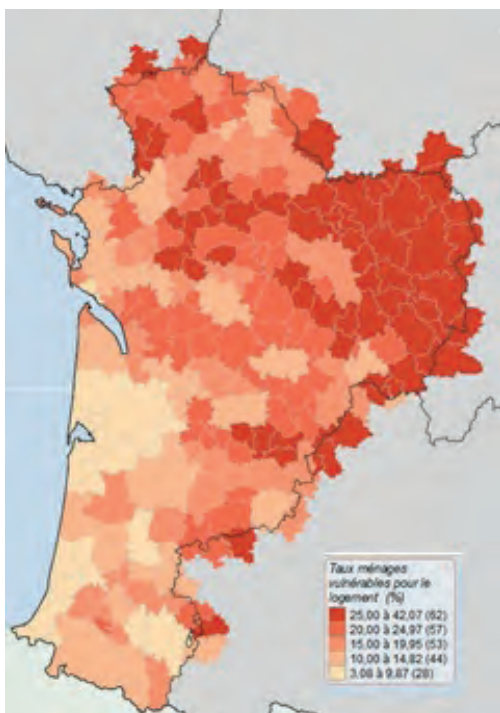 Taux ménages
vulnérables pour le
logement (%)
25,00 à 42,07 (62)
20,00 à 24,97 (57)
15,00 à 19,95 (53)
10,00 à 14,82 (44)
3,08 à 9,87 (28)